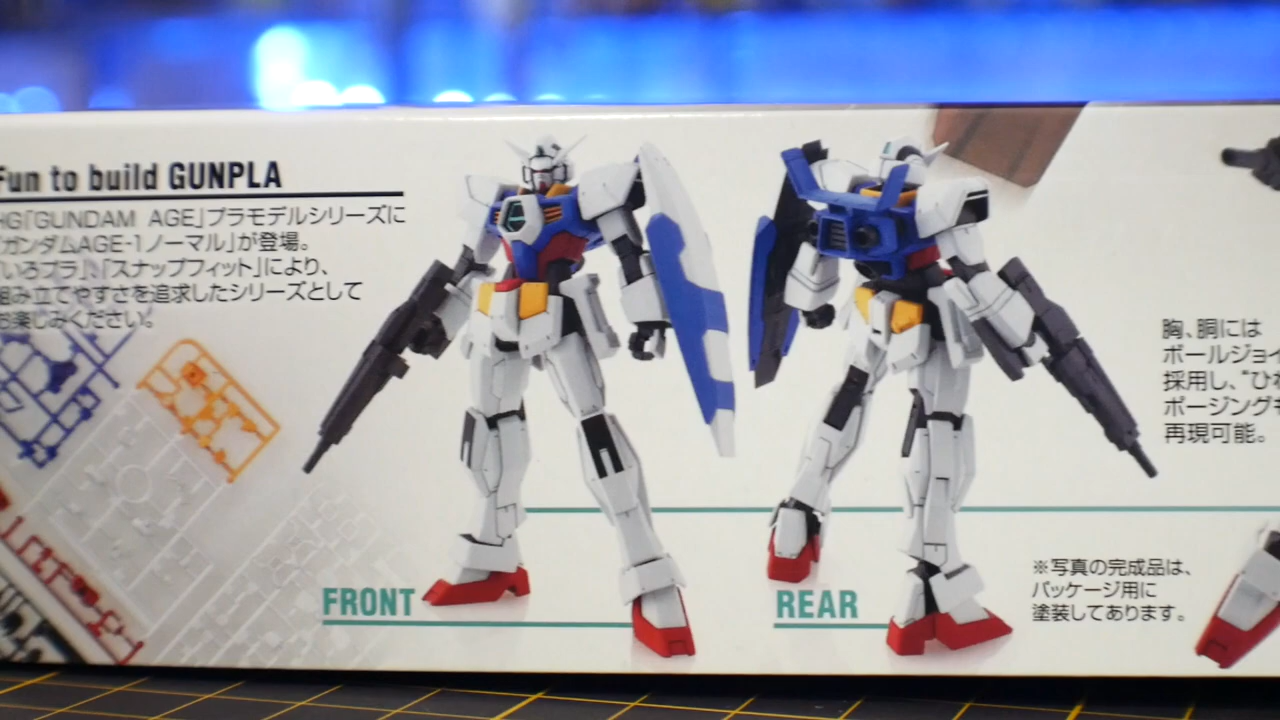 Fun to build GUNPLA
HG「GUNDAM AGE」プラモデルシリーズに
「ガンダムAGE-1ノーマル」が登場。
「いろプラ」、「スナップフィット」により、
組み立てやすさを追求したシリーズとして
お楽しみください。
FRONT
REAR
※写真の完成品は、
パッケージ用に
塗装してあります。
胸、胴には
ボールジョイ
採用し、“ひね
ポージング
再現可能。